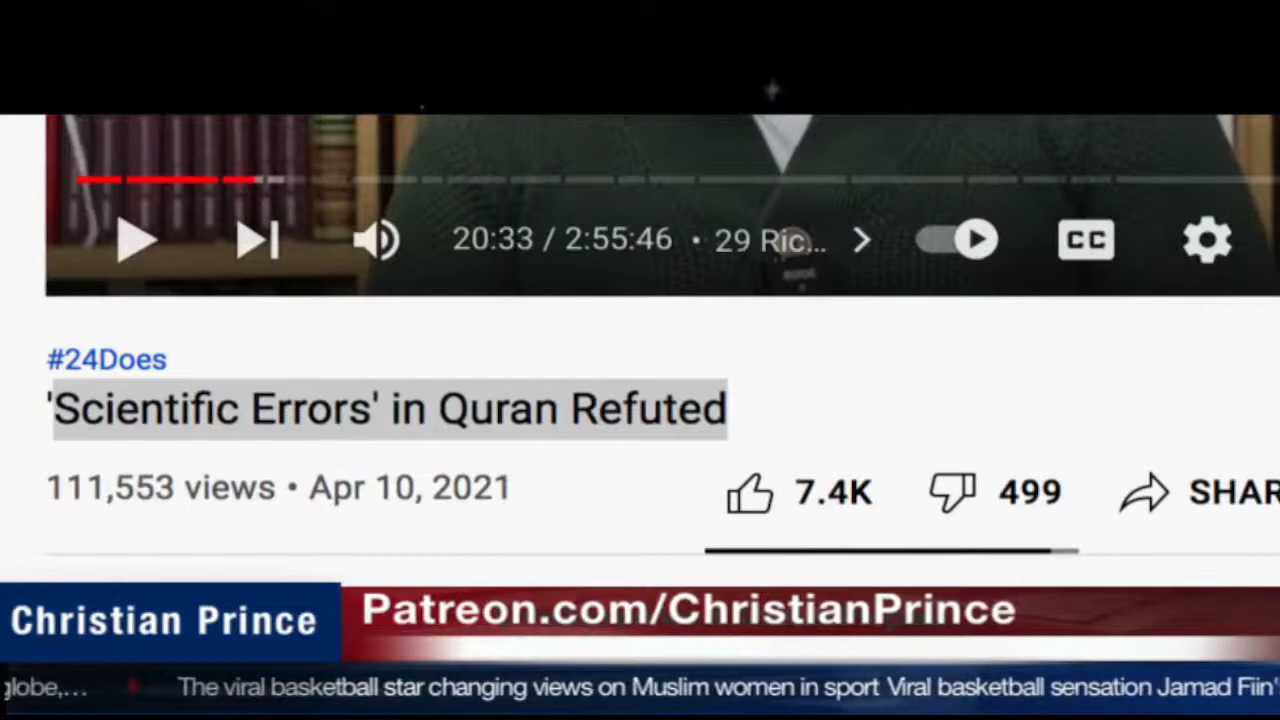 20:33 / 2:55:46 • 29 Ric... CC
#24Does
'Scientific Errors' in Quran Refuted
111,553 views • Apr 10, 2021
7.4K 499 SHAR
Christian Prince
Patreon.com/ChristianPrince
globe,... The viral basketball star changing views on Muslim women in sport Viral basketball sensation Jamad Fiin'